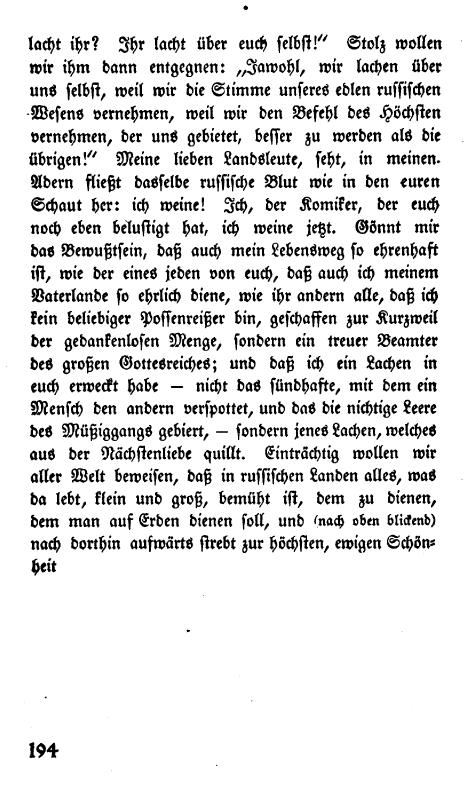 lacht ihr? Ihr lacht über euch selbst!“ Stolz wollen
wir ihm dann entgegnen: „Jawohl, wir lachen über
uns selbst, weil wir die Stimme unseres edlen russischen
Wesens vernehmen, weil wir den Befehl des Höchsten
vernehmen, der uns gebietet, besser zu werden als die
übrigen!“ Meine lieben Landsleute, seht, in meinen.
Adern fließt dasselbe russische Blut wie in den euren
Schaut her: ich weine! Ich, der Komiker, der euch
noch eben belustigt hat, ich weine jetzt. Gönnt mir
das Bewußtsein, daß auch mein Lebensweg so ehrenhaft
ist, wie der eines jeden von euch, daß auch ich meinem
Vaterlande so ehrlich diene, wie ihr andern alle, daß ich
kein beliebiger Possenreißer bin, geschaffen zur Kurzweil
der gedankenlosen Menge, sondern ein treuer Beamter
des großen Gottesreiches; und daß ich ein Lachen in
euch erweckt habe — nicht das sündhafte, mit dem ein
Mensch den andern verspottet, und das die nichtige Leere
des Müßiggangs gebiert, — sondern jenes Lachen, welches
aus der Nächstenliebe quillt. Einträchtig wollen wir
aller Welt beweisen, daß in russischen Landen alles, was
da lebt, klein und groß, bemüht ist, dem zu dienen,
dem man auf Erden dienen soll, und (nach oben blickend)
nach dorthin aufwärts strebt zur höchsten, ewigen Schön-
heit
194